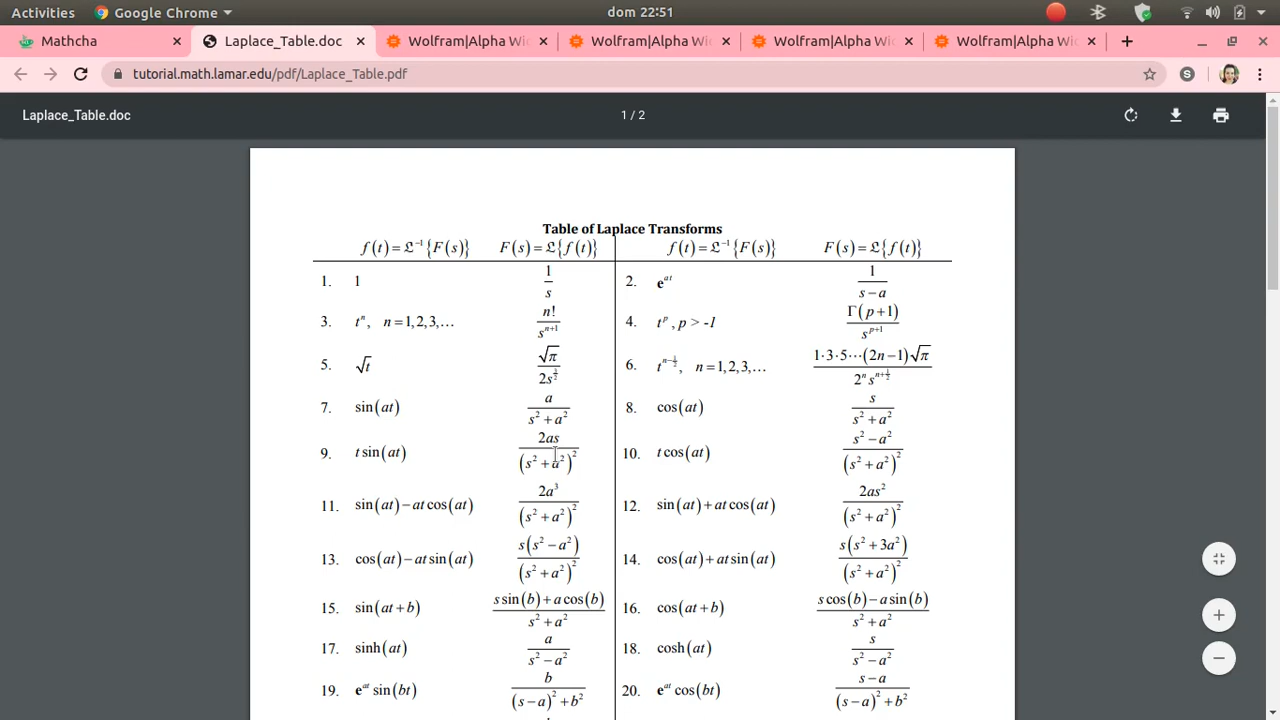 Activities Google Chrome dom 22:51
Mathcha Laplace_Table.doc Wolfram|Alpha Wi Wolfram|Alpha Wi Wolfram|Alpha Wi Wolfram|Alpha Wi
tutorial.math.lamar.edu/pdf/Laplace_Table.pdf S
Laplace_Table.doc 1 / 2
Table of Laplace Transforms
f(t) = 𝔏⁻¹{F(s)} F(s) = 𝔏{f(t)} f(t) = 𝔏⁻¹{F(s)} F(s) = 𝔏{f(t)}
1. 1 1/s 2. e^(at) 1/(s−a)
3. tⁿ, n = 1,2,3,… n!/s^(n+1) 4. t^p, p > -1 Γ(p+1)/s^(p+1)
5. √t √π/(2s^(3/2)) 6. t^(n−1/2), n = 1,2,3,… 1·3·5···(2n−1)√π/(2ⁿs^(n+1/2))
7. sin(at) a/(s²+a²) 8. cos(at) s/(s²+a²)
9. t sin(at) 2as/(s²+a²)² 10. t cos(at) (s²−a²)/(s²+a²)²
11. sin(at)−at cos(at) 2a³/(s²+a²)² 12. sin(at)+at cos(at) 2as²/(s²+a²)²
13. cos(at)−at sin(at) s(s²−a²)/(s²+a²)² 14. cos(at)+at sin(at) s(s²+3a²)/(s²+a²)²
15. sin(at+b) (s sin(b)+a cos(b))/(s²+a²) 16. cos(at+b) (s cos(b)−a sin(b))/(s²+a²)
17. sinh(at) a/(s²−a²) 18. cosh(at) s/(s²−a²)
19. e^(at) sin(bt) b/((s−a)²+b²) 20. e^(at) cos(bt) (s−a)/((s−a)²+b²)